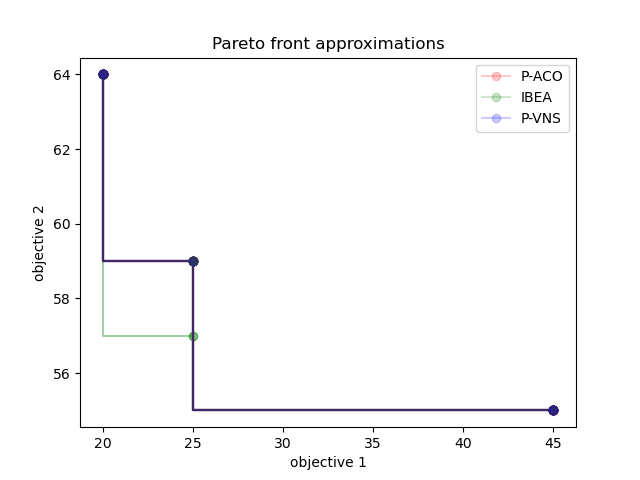 Pareto front approximations
64
62
60
58
56
objective 2
20
25
30
35
40
45
objective 1
P-ACO
IBEA
P-VNS